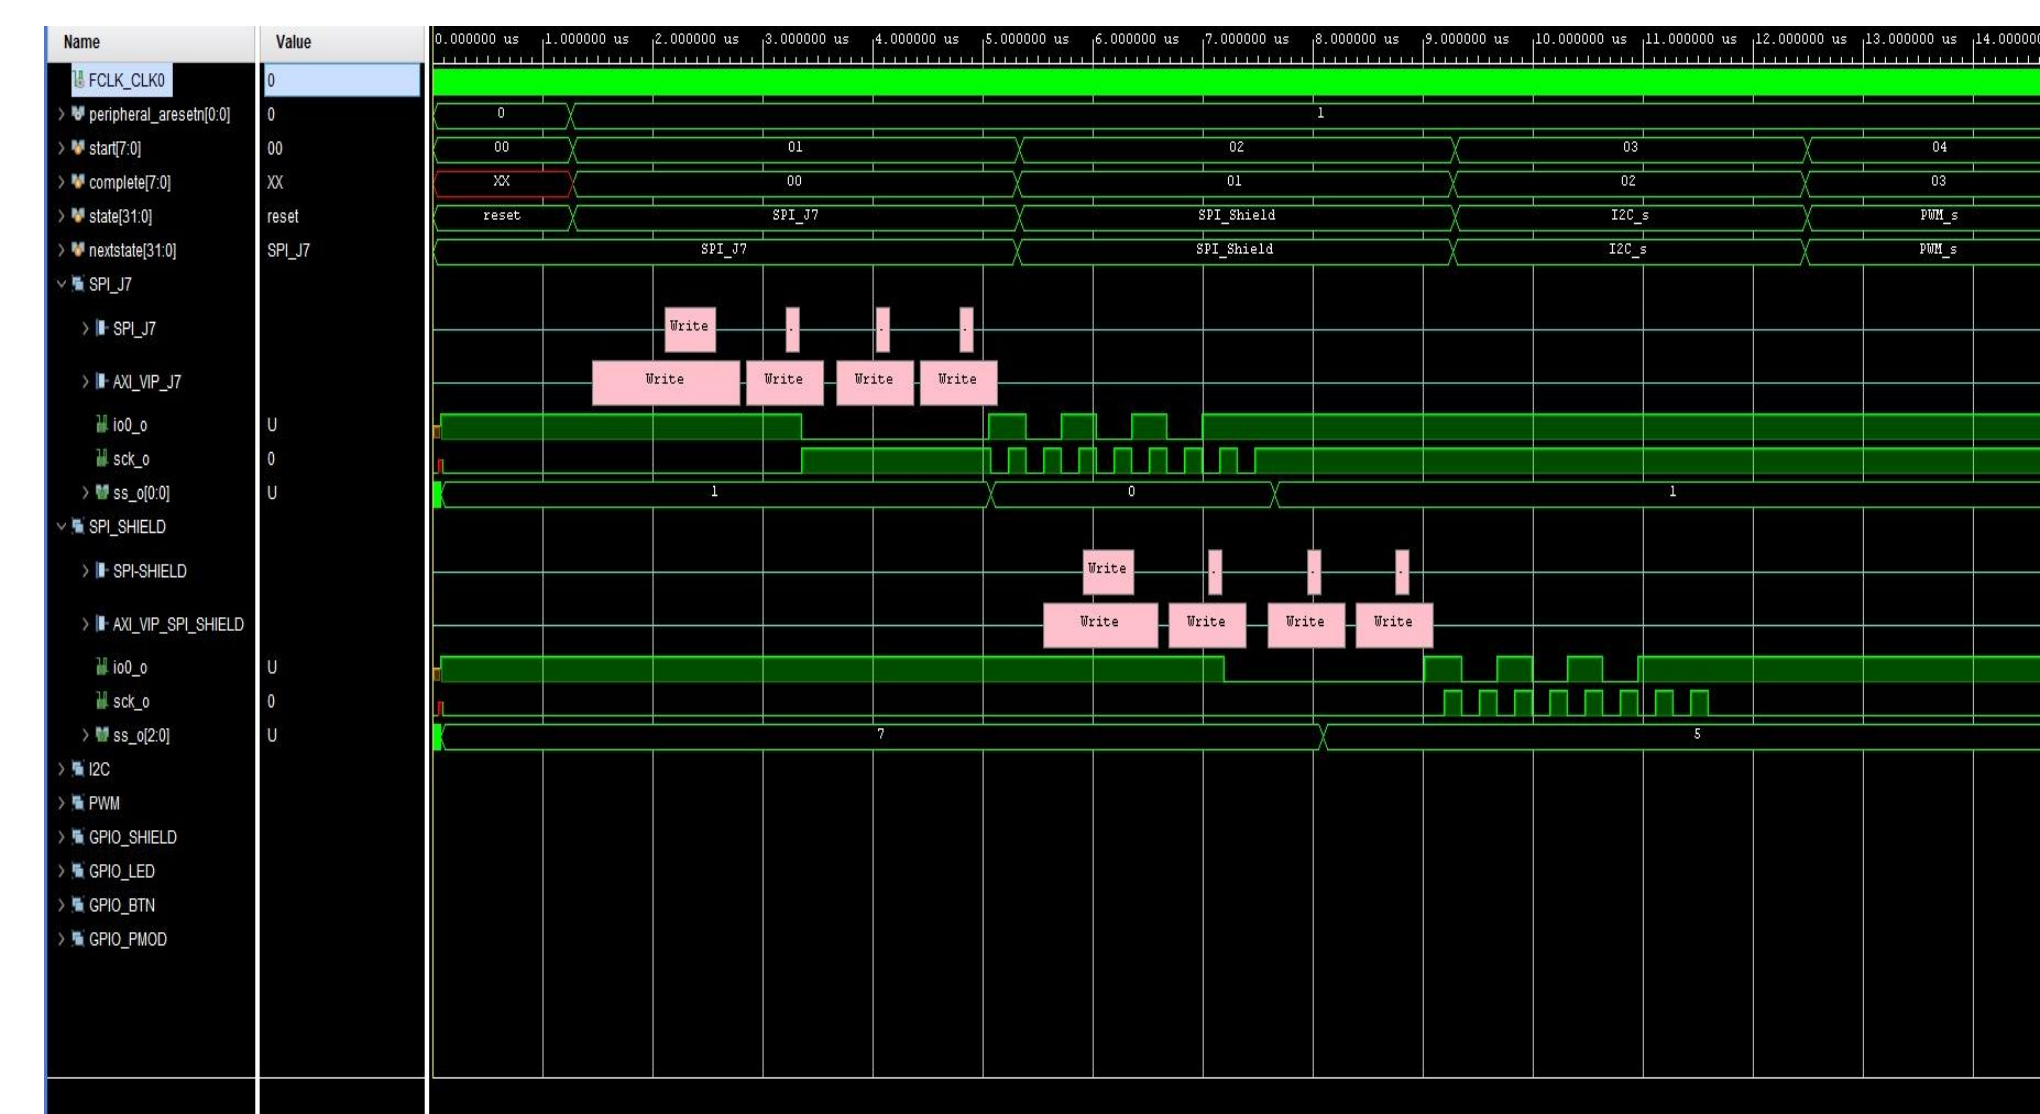 Name Value 0.000000 us 1.000000 us 2.000000 us 3.000000 us 4.000000 us 5.000000 us 6.000000 us 7.000000 us 8.000000 us 9.000000 us 10.000000 us 11.000000 us 12.000000 us 13.000000 us 14.000000
FCLK_CLK0 0
peripheral_aresetn[0:0] 0 0 1
start[7:0] 00 00 01 02 03 04
complete[7:0] XX XX 00 01 02 03
state[31:0] reset reset SPI_J7 SPI_Shield I2C_s PWM_s
nextstate[31:0] SPI_J7 SPI_J7 SPI_Shield I2C_s PWM_s
SPI_J7
SPI_J7 Write . . .
AXI_VIP_J7 Write Write Write Write
io0_o U
sck_o 0
ss_o[0:0] U 1 0 1
SPI_SHIELD
SPI-SHIELD Write . . .
AXI_VIP_SPI_SHIELD Write Write Write Write
io0_o U
sck_o 0
ss_o[2:0] U 7 5
I2C
PWM
GPIO_SHIELD
GPIO_LED
GPIO_BTN
GPIO_PMOD